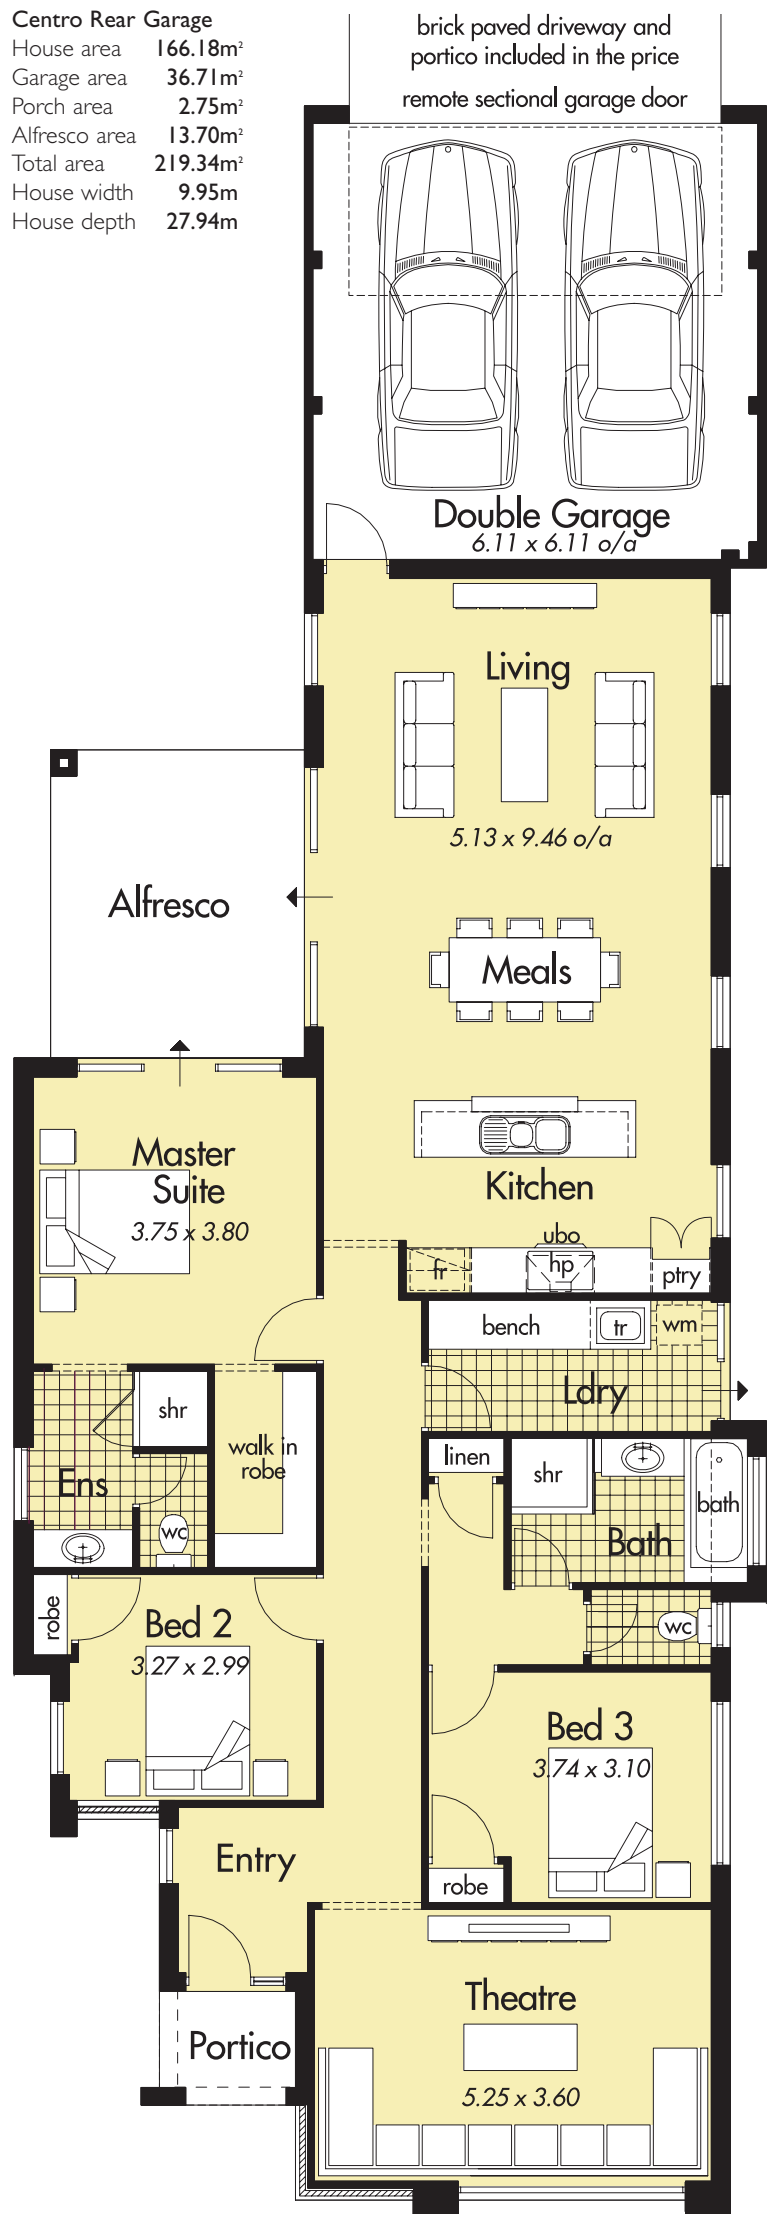 Centro Rear Garage
House area 166.18m²
Garage area 36.71m²
Porch area 2.75m²
Alfresco area 13.70m²
Total area 219.34m²
House width 9.95m
House depth 27.94m
brick paved driveway and
portico included in the price
remote sectional garage door
Double Garage
6.11 x 6.11 o/a
Living
5.13 x 9.46 o/a
Alfresco
Meals
Master
Suite
3.75 x 3.80
Kitchen
ubo
fr
hp
ptry
bench
tr
wm
Ldry
shr
walk in
robe
Ens
wc
linen
shr
bath
Bath
wc
robe
Bed 2
3.27 x 2.99
Bed 3
3.74 x 3.10
robe
Entry
Theatre
5.25 x 3.60
Portico